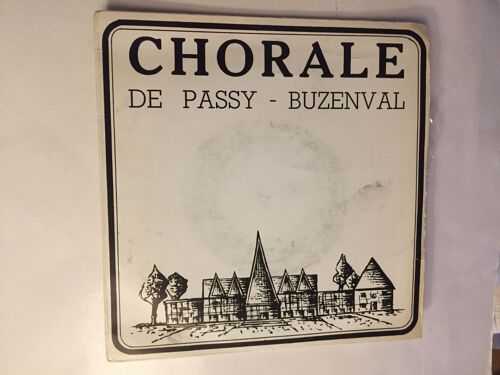 CHORALE
DE PASSY - BUZENVAL